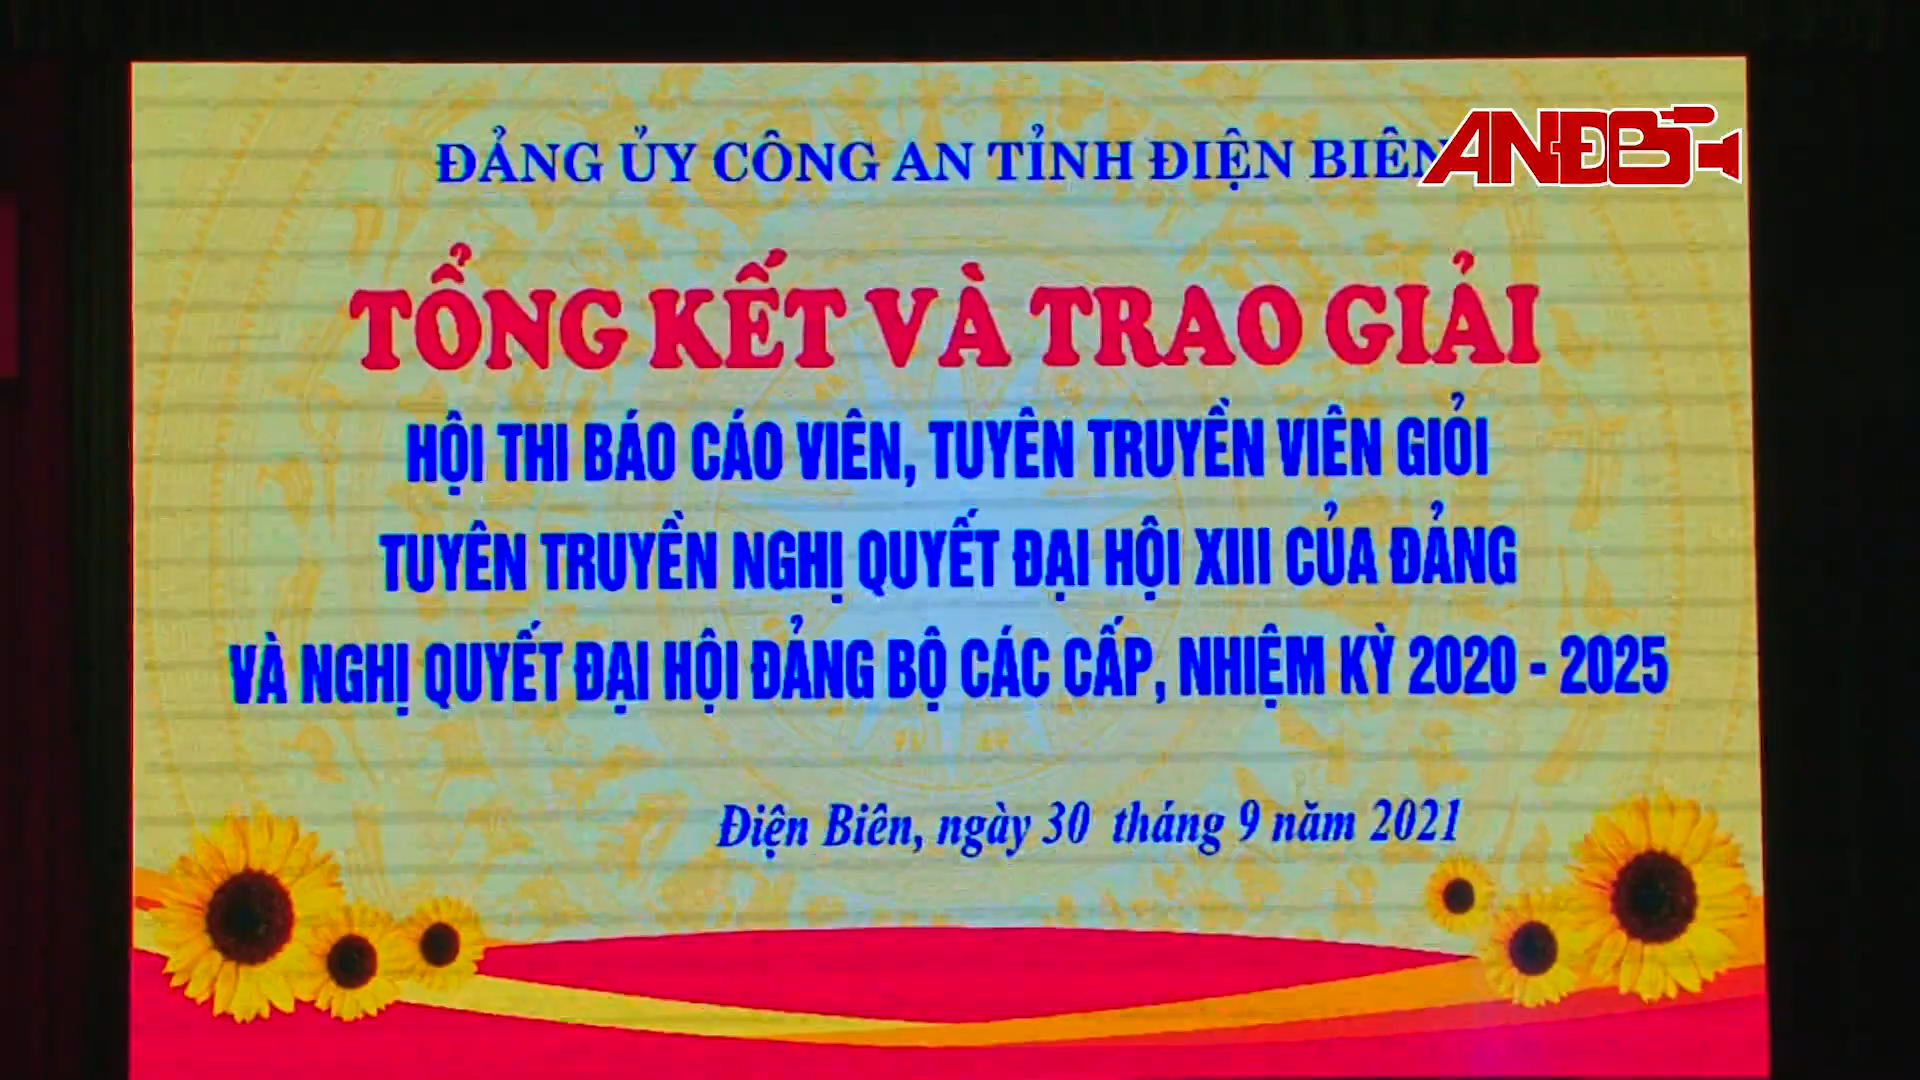 ĐẢNG ỦY CÔNG AN TỈNH ĐIỆN BIÊN
ANĐBTV
TỔNG KẾT VÀ TRAO GIẢI
HỘI THI BÁO CÁO VIÊN, TUYÊN TRUYỀN VIÊN GIỎI
TUYÊN TRUYỀN NGHỊ QUYẾT ĐẠI HỘI XIII CỦA ĐẢNG
VÀ NGHỊ QUYẾT ĐẠI HỘI ĐẢNG BỘ CÁC CẤP, NHIỆM KỲ 2020 - 2025
Điện Biên, ngày 30 tháng 9 năm 2021